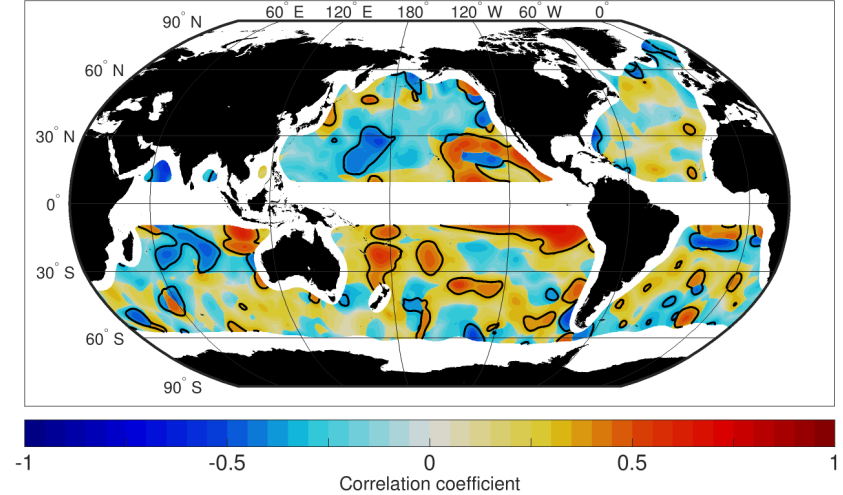 60° E 120° E 180° 120° W 60° W 0°
90° N
60° N
30° N
0°
30° S
60° S
90° S
-1 -0.5 0 0.5 1
Correlation coefficient